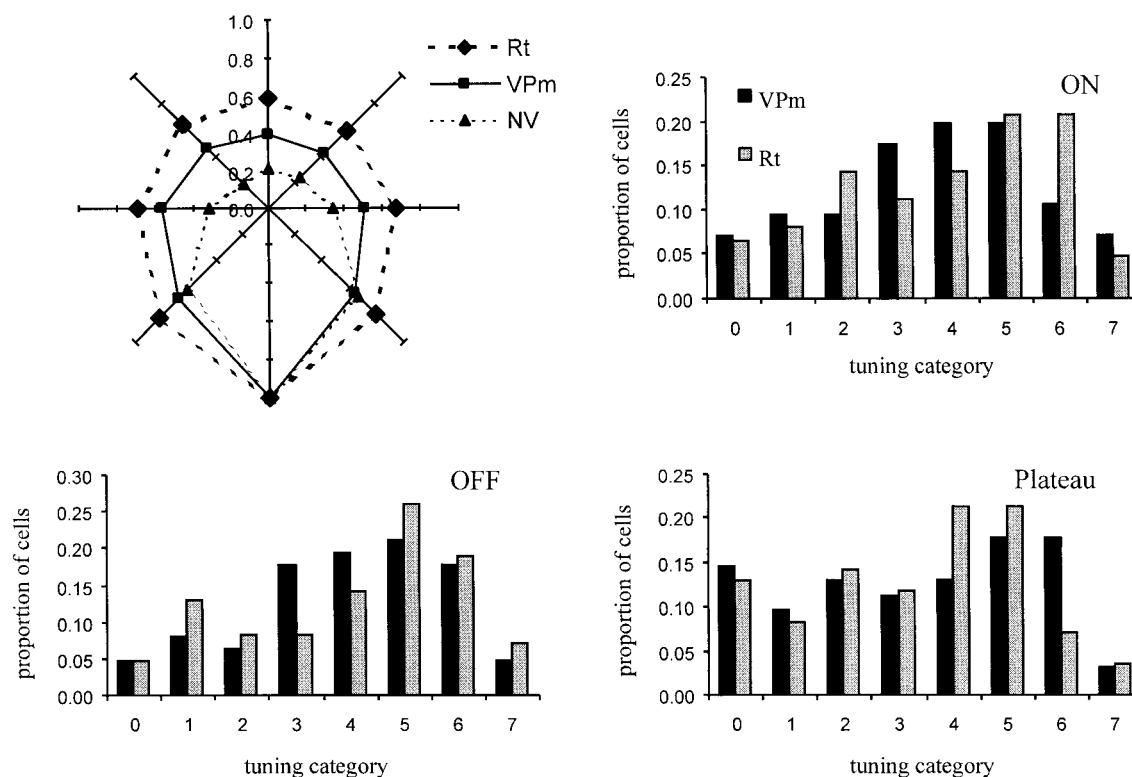 1.0
0.8
0.6
0.4
0.2
0.0
Rt
VPm
NV
ON
VPm
Rt
proportion of cells
0.25
0.20
0.15
0.10
0.05
0.00
0 1 2 3 4 5 6 7
tuning category
OFF
proportion of cells
0.30
0.25
0.20
0.15
0.10
0.05
0.00
0 1 2 3 4 5 6 7
tuning category
Plateau
proportion of cells
0.25
0.20
0.15
0.10
0.05
0.00
0 1 2 3 4 5 6 7
tuning category